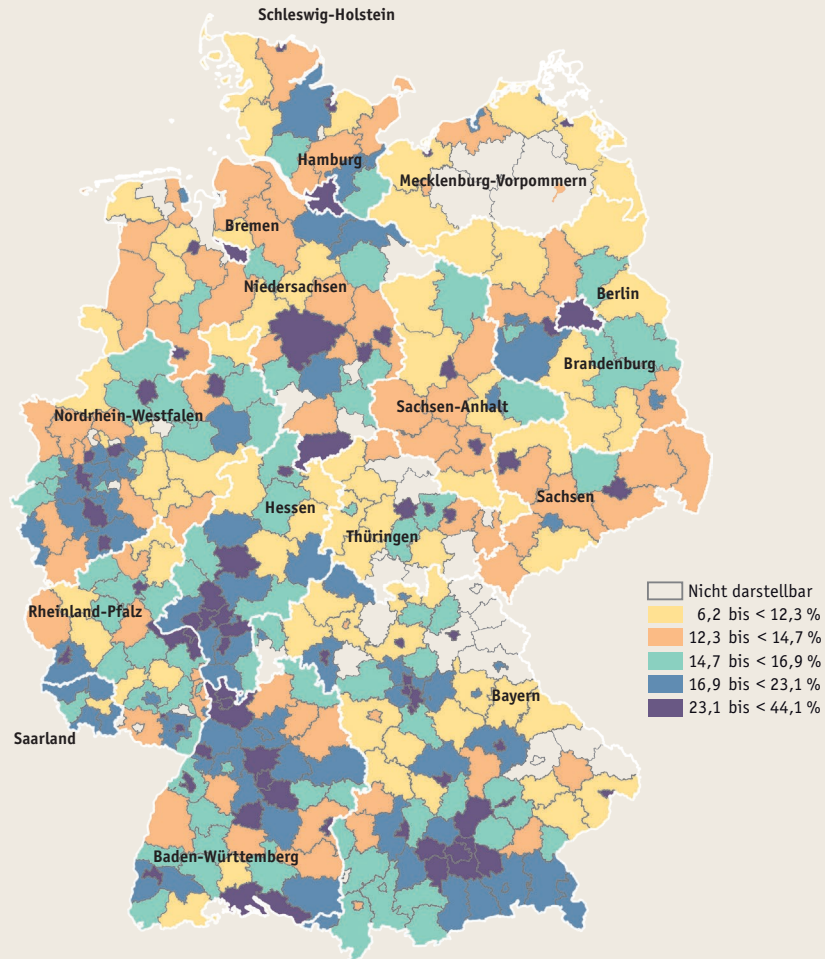 Schleswig-Holstein
Hamburg
Mecklenburg-Vorpommern
Bremen
Niedersachsen
Berlin
Brandenburg
Sachsen-Anhalt
Nordrhein-Westfalen
Sachsen
Hessen
Thüringen
Rheinland-Pfalz
Bayern
Saarland
Baden-Württemberg
Nicht darstellbar
6,2 bis < 12,3 %
12,3 bis < 14,7 %
14,7 bis < 16,9 %
16,9 bis < 23,1 %
23,1 bis < 44,1 %